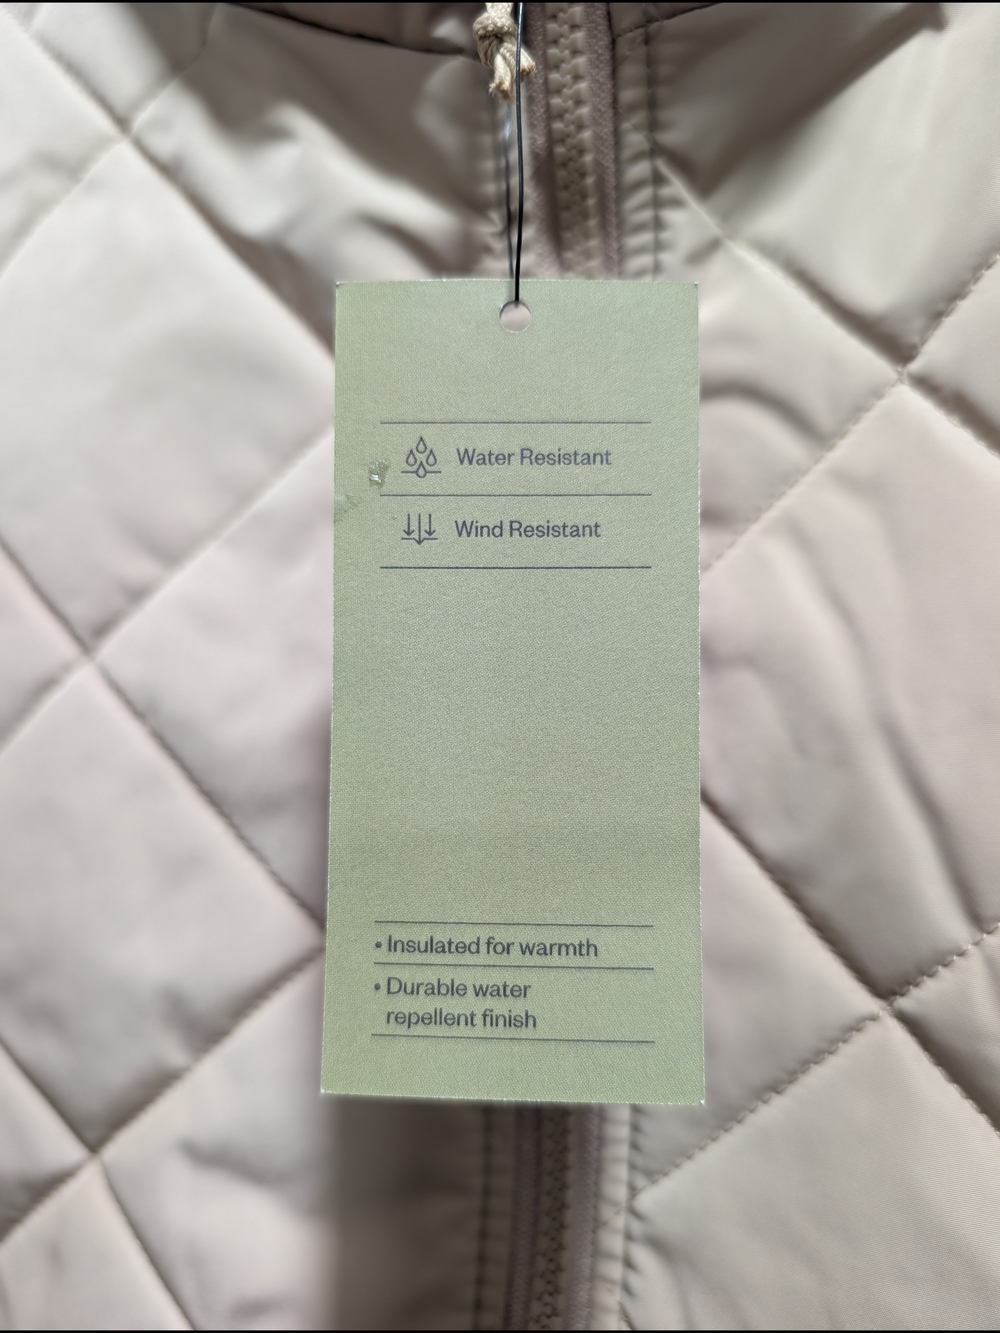 Water Resistant
Wind Resistant
• Insulated for warmth
• Durable water
repellent finish